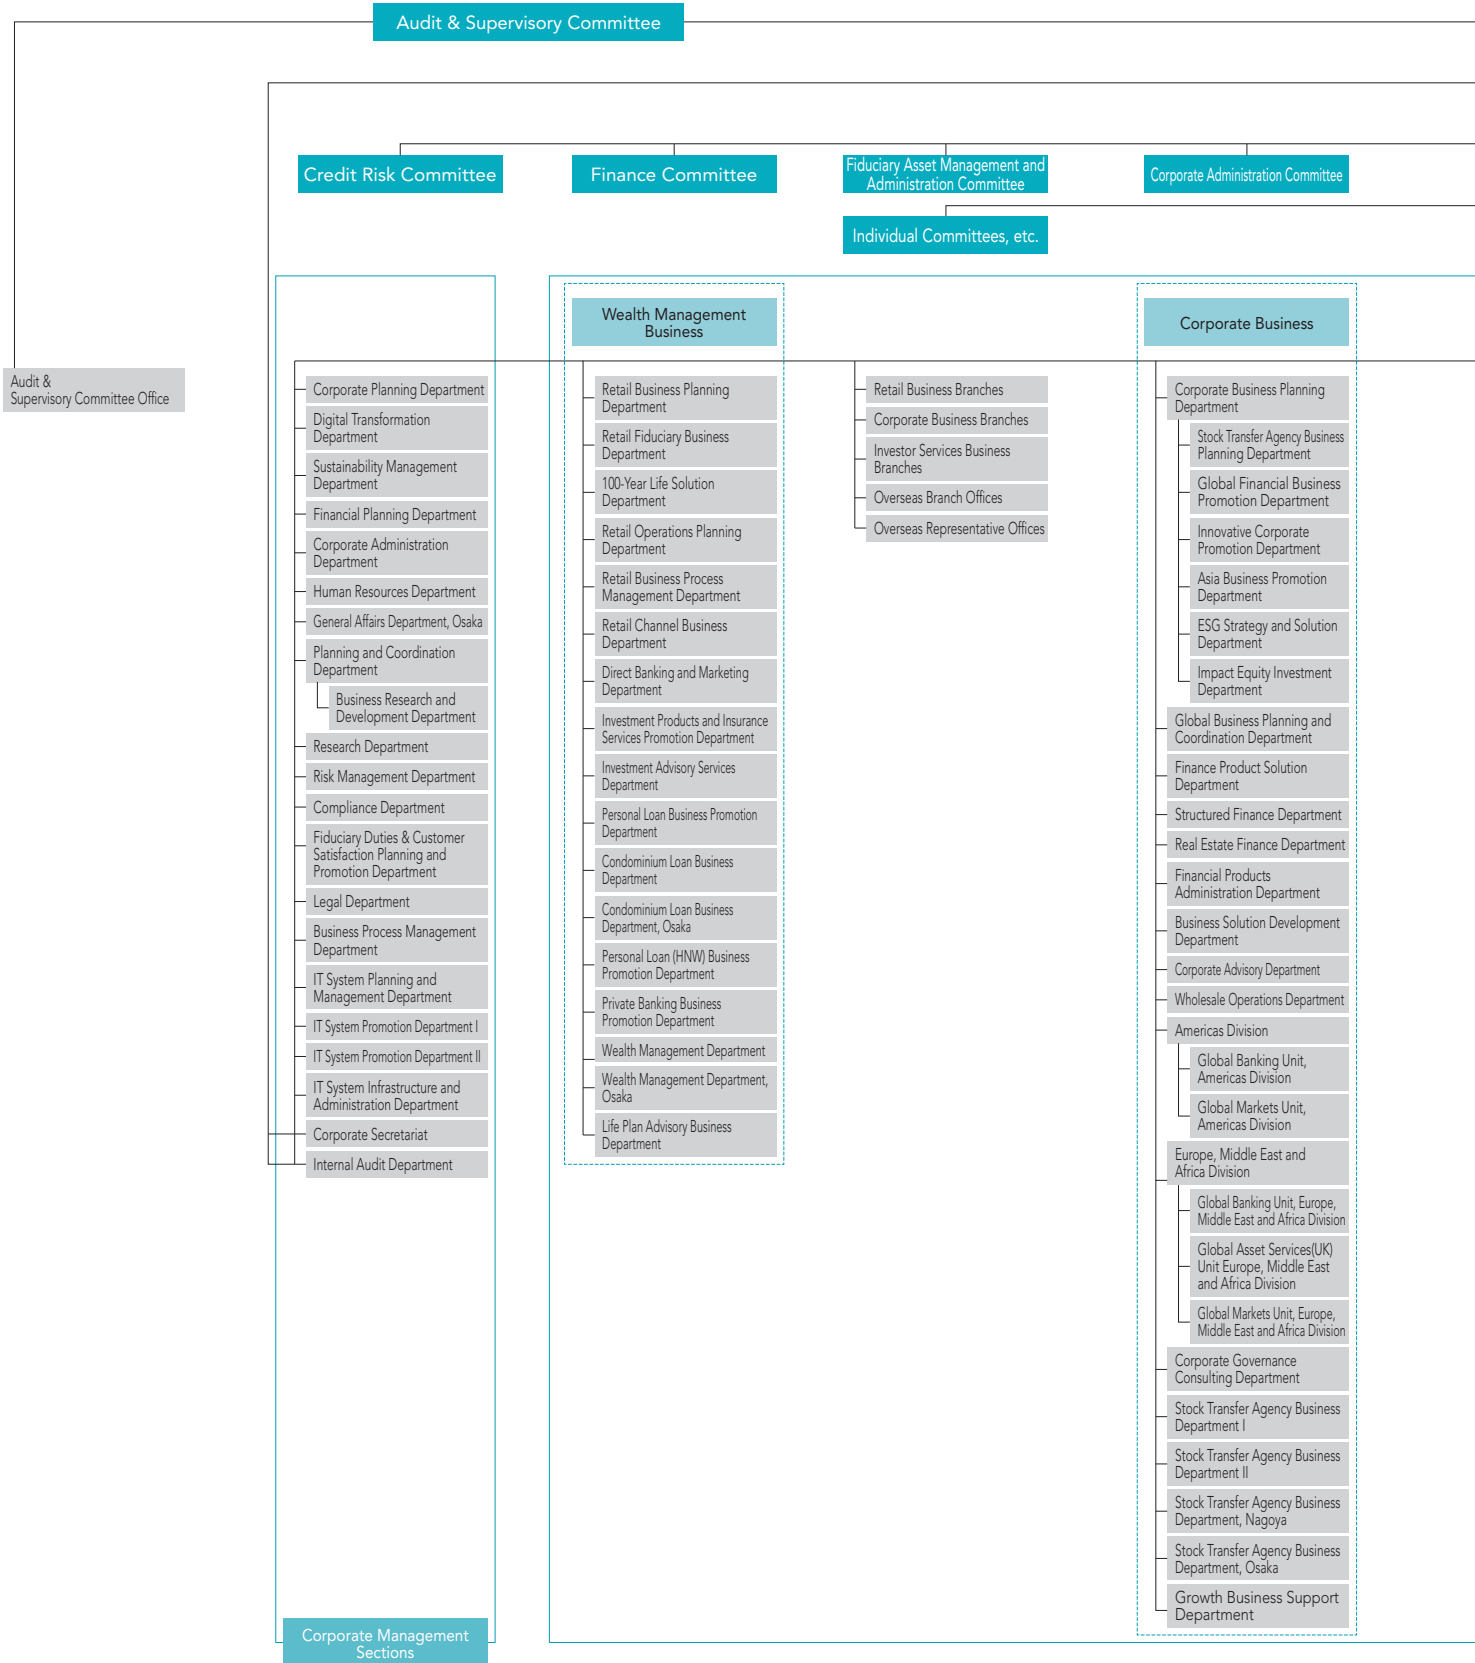 Audit & Supervisory Committee
Credit Risk Committee
Finance Committee
Fiduciary Asset Management and
Administration Committee
Corporate Administration Committee
Individual Committees, etc.
Audit &
Supervisory Committee Office
Corporate Planning Department
Digital Transformation
Department
Sustainability Management
Department
Financial Planning Department
Corporate Administration
Department
Human Resources Department
General Affairs Department, Osaka
Planning and Coordination
Department
Business Research and
Development Department
Research Department
Risk Management Department
Compliance Department
Fiduciary Duties & Customer
Satisfaction Planning and
Promotion Department
Legal Department
Business Process Management
Department
IT System Planning and
Management Department
IT System Promotion Department I
IT System Promotion Department II
IT System Infrastructure and
Administration Department
Corporate Secretariat
Internal Audit Department
Corporate Management
Sections
Wealth Management
Business
Retail Business Planning
Department
Retail Fiduciary Business
Department
100-Year Life Solution
Department
Retail Operations Planning
Department
Retail Business Process
Management Department
Retail Channel Business
Department
Direct Banking and Marketing
Department
Investment Products and Insurance
Services Promotion Department
Investment Advisory Services
Department
Personal Loan Business Promotion
Department
Condominium Loan Business
Department
Condominium Loan Business
Department, Osaka
Personal Loan (HNW) Business
Promotion Department
Private Banking Business
Promotion Department
Wealth Management Department
Wealth Management Department,
Osaka
Life Plan Advisory Business
Department
Retail Business Branches
Corporate Business Branches
Investor Services Business
Branches
Overseas Branch Offices
Overseas Representative Offices
Corporate Business
Corporate Business Planning
Department
Stock Transfer Agency Business
Planning Department
Global Financial Business
Promotion Department
Innovative Corporate
Promotion Department
Asia Business Promotion
Department
ESG Strategy and Solution
Department
Impact Equity Investment
Department
Global Business Planning and
Coordination Department
Finance Product Solution
Department
Structured Finance Department
Real Estate Finance Department
Financial Products
Administration Department
Business Solution Development
Department
Corporate Advisory Department
Wholesale Operations Department
Americas Division
Global Banking Unit,
Americas Division
Global Markets Unit,
Americas Division
Europe, Middle East and
Africa Division
Global Banking Unit, Europe,
Middle East and Africa Division
Global Asset Services(UK)
Unit Europe, Middle East
and Africa Division
Global Markets Unit, Europe,
Middle East and Africa Division
Corporate Governance
Consulting Department
Stock Transfer Agency Business
Department I
Stock Transfer Agency Business
Department II
Stock Transfer Agency Business
Department, Nagoya
Stock Transfer Agency Business
Department, Osaka
Growth Business Support
Department